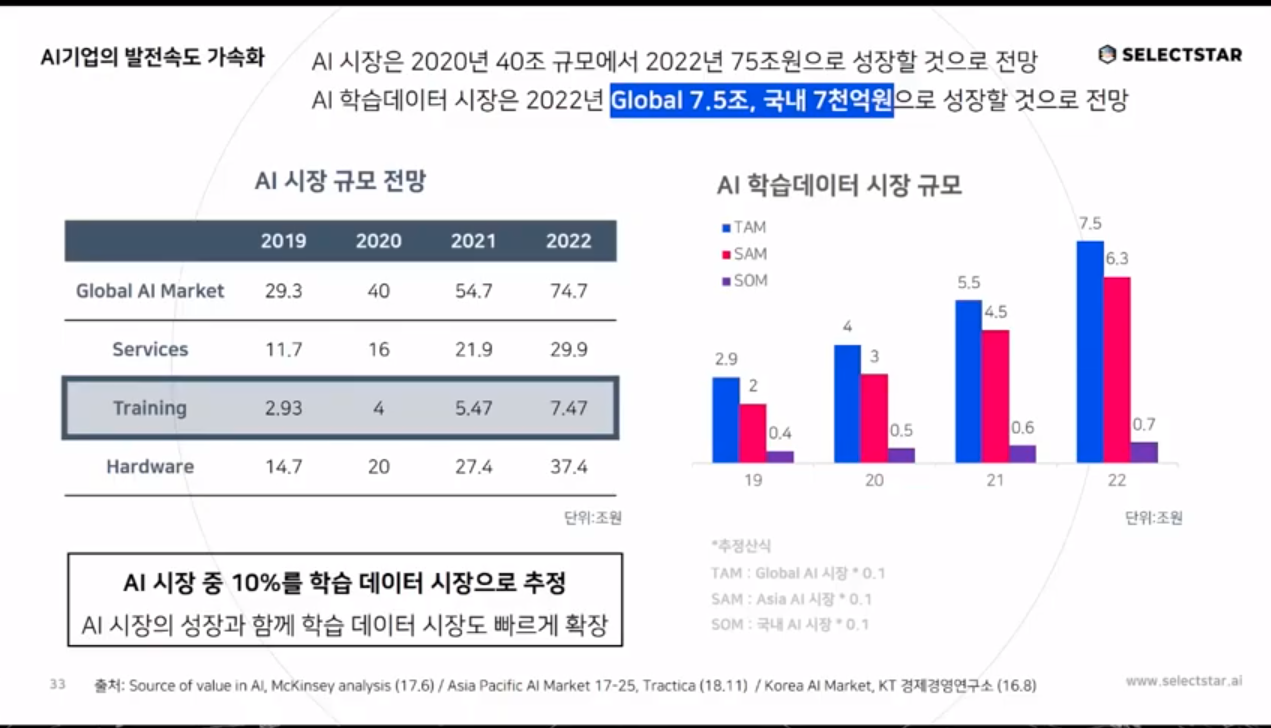 AI기업의 발전속도 가속화
AI 시장은 2020년 40조 규모에서 2022년 75조원으로 성장할 것으로 전망
AI 학습데이터 시장은 2022년 Global 7.5조, 국내 7천억원으로 성장할 것으로 전망
SELECTSTAR
AI 시장 규모 전망
2019 2020 2021 2022
Global AI Market 29.3 40 54.7 74.7
Services 11.7 16 21.9 29.9
Training 2.93 4 5.47 7.47
Hardware 14.7 20 27.4 37.4
단위:조원
AI 시장 중 10%를 학습 데이터 시장으로 추정
AI 시장의 성장과 함께 학습 데이터 시장도 빠르게 확장
AI 학습데이터 시장 규모
TAM
SAM
SOM
2.9 2 0.4
4 3 0.5
5.5 4.5 0.6
7.5 6.3 0.7
19 20 21 22
단위:조원
*추정산식
TAM : Global AI 시장 * 0.1
SAM : Asia AI 시장 * 0.1
SOM : 국내 AI 시장 * 0.1
33 출처: Source of value in AI, McKinsey analysis (17.6) / Asia Pacific AI Market 17-25, Tractica (18.11) / Korea AI Market, KT 경제경영연구소 (16.8)
www.selectstar.ai